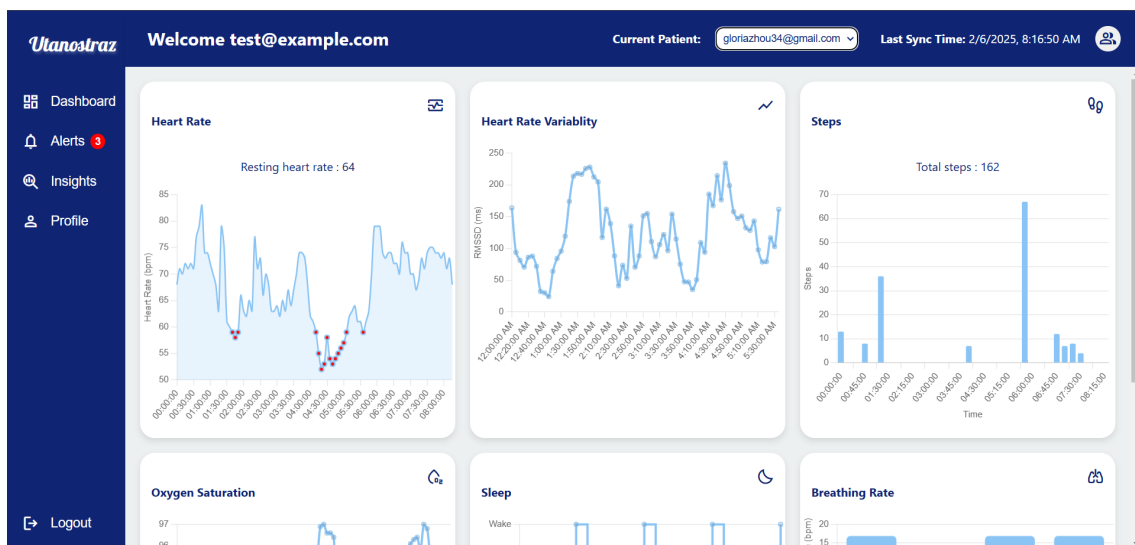 Utanostraz
Welcome test@example.com
Current Patient:
gloriazhou34@gmail.com
Last Sync Time: 2/6/2025, 8:16:50 AM
Dashboard
Alerts 3
Insights
Profile
Logout
Heart Rate
Resting heart rate : 64
Heart Rate (bpm)
85
80
75
70
65
60
55
50
00:00:00
00:30:00
01:00:00
01:30:00
02:00:00
02:30:00
03:00:00
03:30:00
04:00:00
04:30:00
05:00:00
05:30:00
06:00:00
06:30:00
07:00:00
07:30:00
08:00:00
Heart Rate Variablity
RMSSD (ms)
250
200
150
100
50
0
12:00:00 AM
12:20:00 AM
12:40:00 AM
1:00:00 AM
1:30:00 AM
1:50:00 AM
2:10:00 AM
2:30:00 AM
2:50:00 AM
3:10:00 AM
3:30:00 AM
3:50:00 AM
4:10:00 AM
4:30:00 AM
4:50:00 AM
5:10:00 AM
5:30:00 AM
Steps
Total steps : 162
Steps
70
60
50
40
30
20
10
0
00:00:00
00:45:00
01:30:00
02:15:00
03:00:00
03:45:00
04:30:00
05:15:00
06:00:00
06:45:00
07:30:00
08:15:00
Time
Oxygen Saturation
O2
97
96
Sleep
Wake
Breathing Rate
20
15